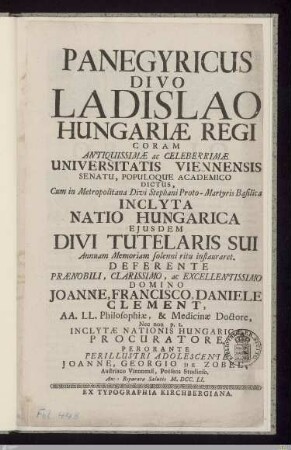 PANEGYRICUS
DIVO
LADISLAO
HUNGARIÆ REGI
CORAM
ANTIQUISSIMÆ ac CELEBERRIMÆ
UNIVERSITATIS VIENNENSIS
SENATU, POPULOQUE ACADEMICO
DICTUS,
Cum in Metropolitana Divi Stephani Proto-Martyris Basilica
INCLYTA
NATIO HUNGARICA
EJUSDEM
DIVI TUTELARIS SUI
Annuam Memoriam solenni ritu instauraret,
DEFERENTE
PRÆNOBILI, CLARISSIMO, ac EXCELLENTISSIMO
DOMINO
JOANNE, FRANCISCO, DANIELE
CLEMENT,
AA. LL. Philosophiæ, & Medicinæ Doctore,
Nec non p. t.
INCLYTÆ NATIONIS HUNGARICÆ
PROCURATORE,
PERORANTE
PERILLUSTRI ADOLESCENTE
JOANNE, GEORGIO DE ZOBEL,
Austriaco Viennensi, Poëseos Studioso.
Anno Reparatæ Salutis M. DCC. LI.
EX TYPOGRAPHIA KIRCHBERGIANA.